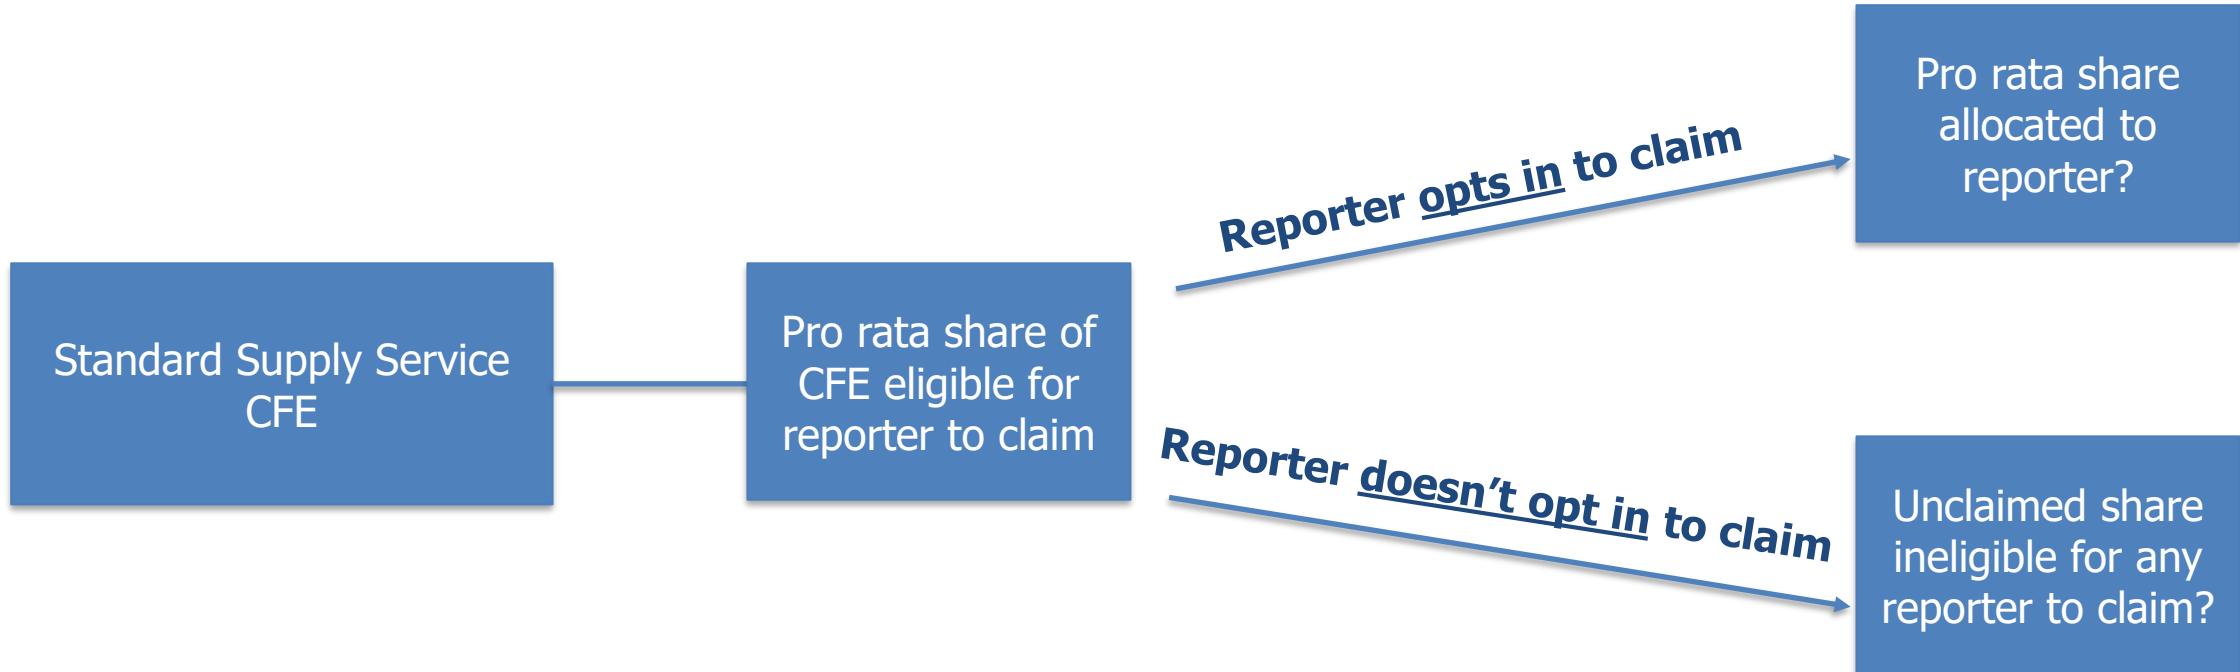 Standard Supply Service
CFE
Pro rata share of
CFE eligible for
reporter to claim
Reporter opts in to claim
Pro rata share
allocated to
reporter?
Reporter doesn’t opt in to claim
Unclaimed share
ineligible for any
reporter to claim?